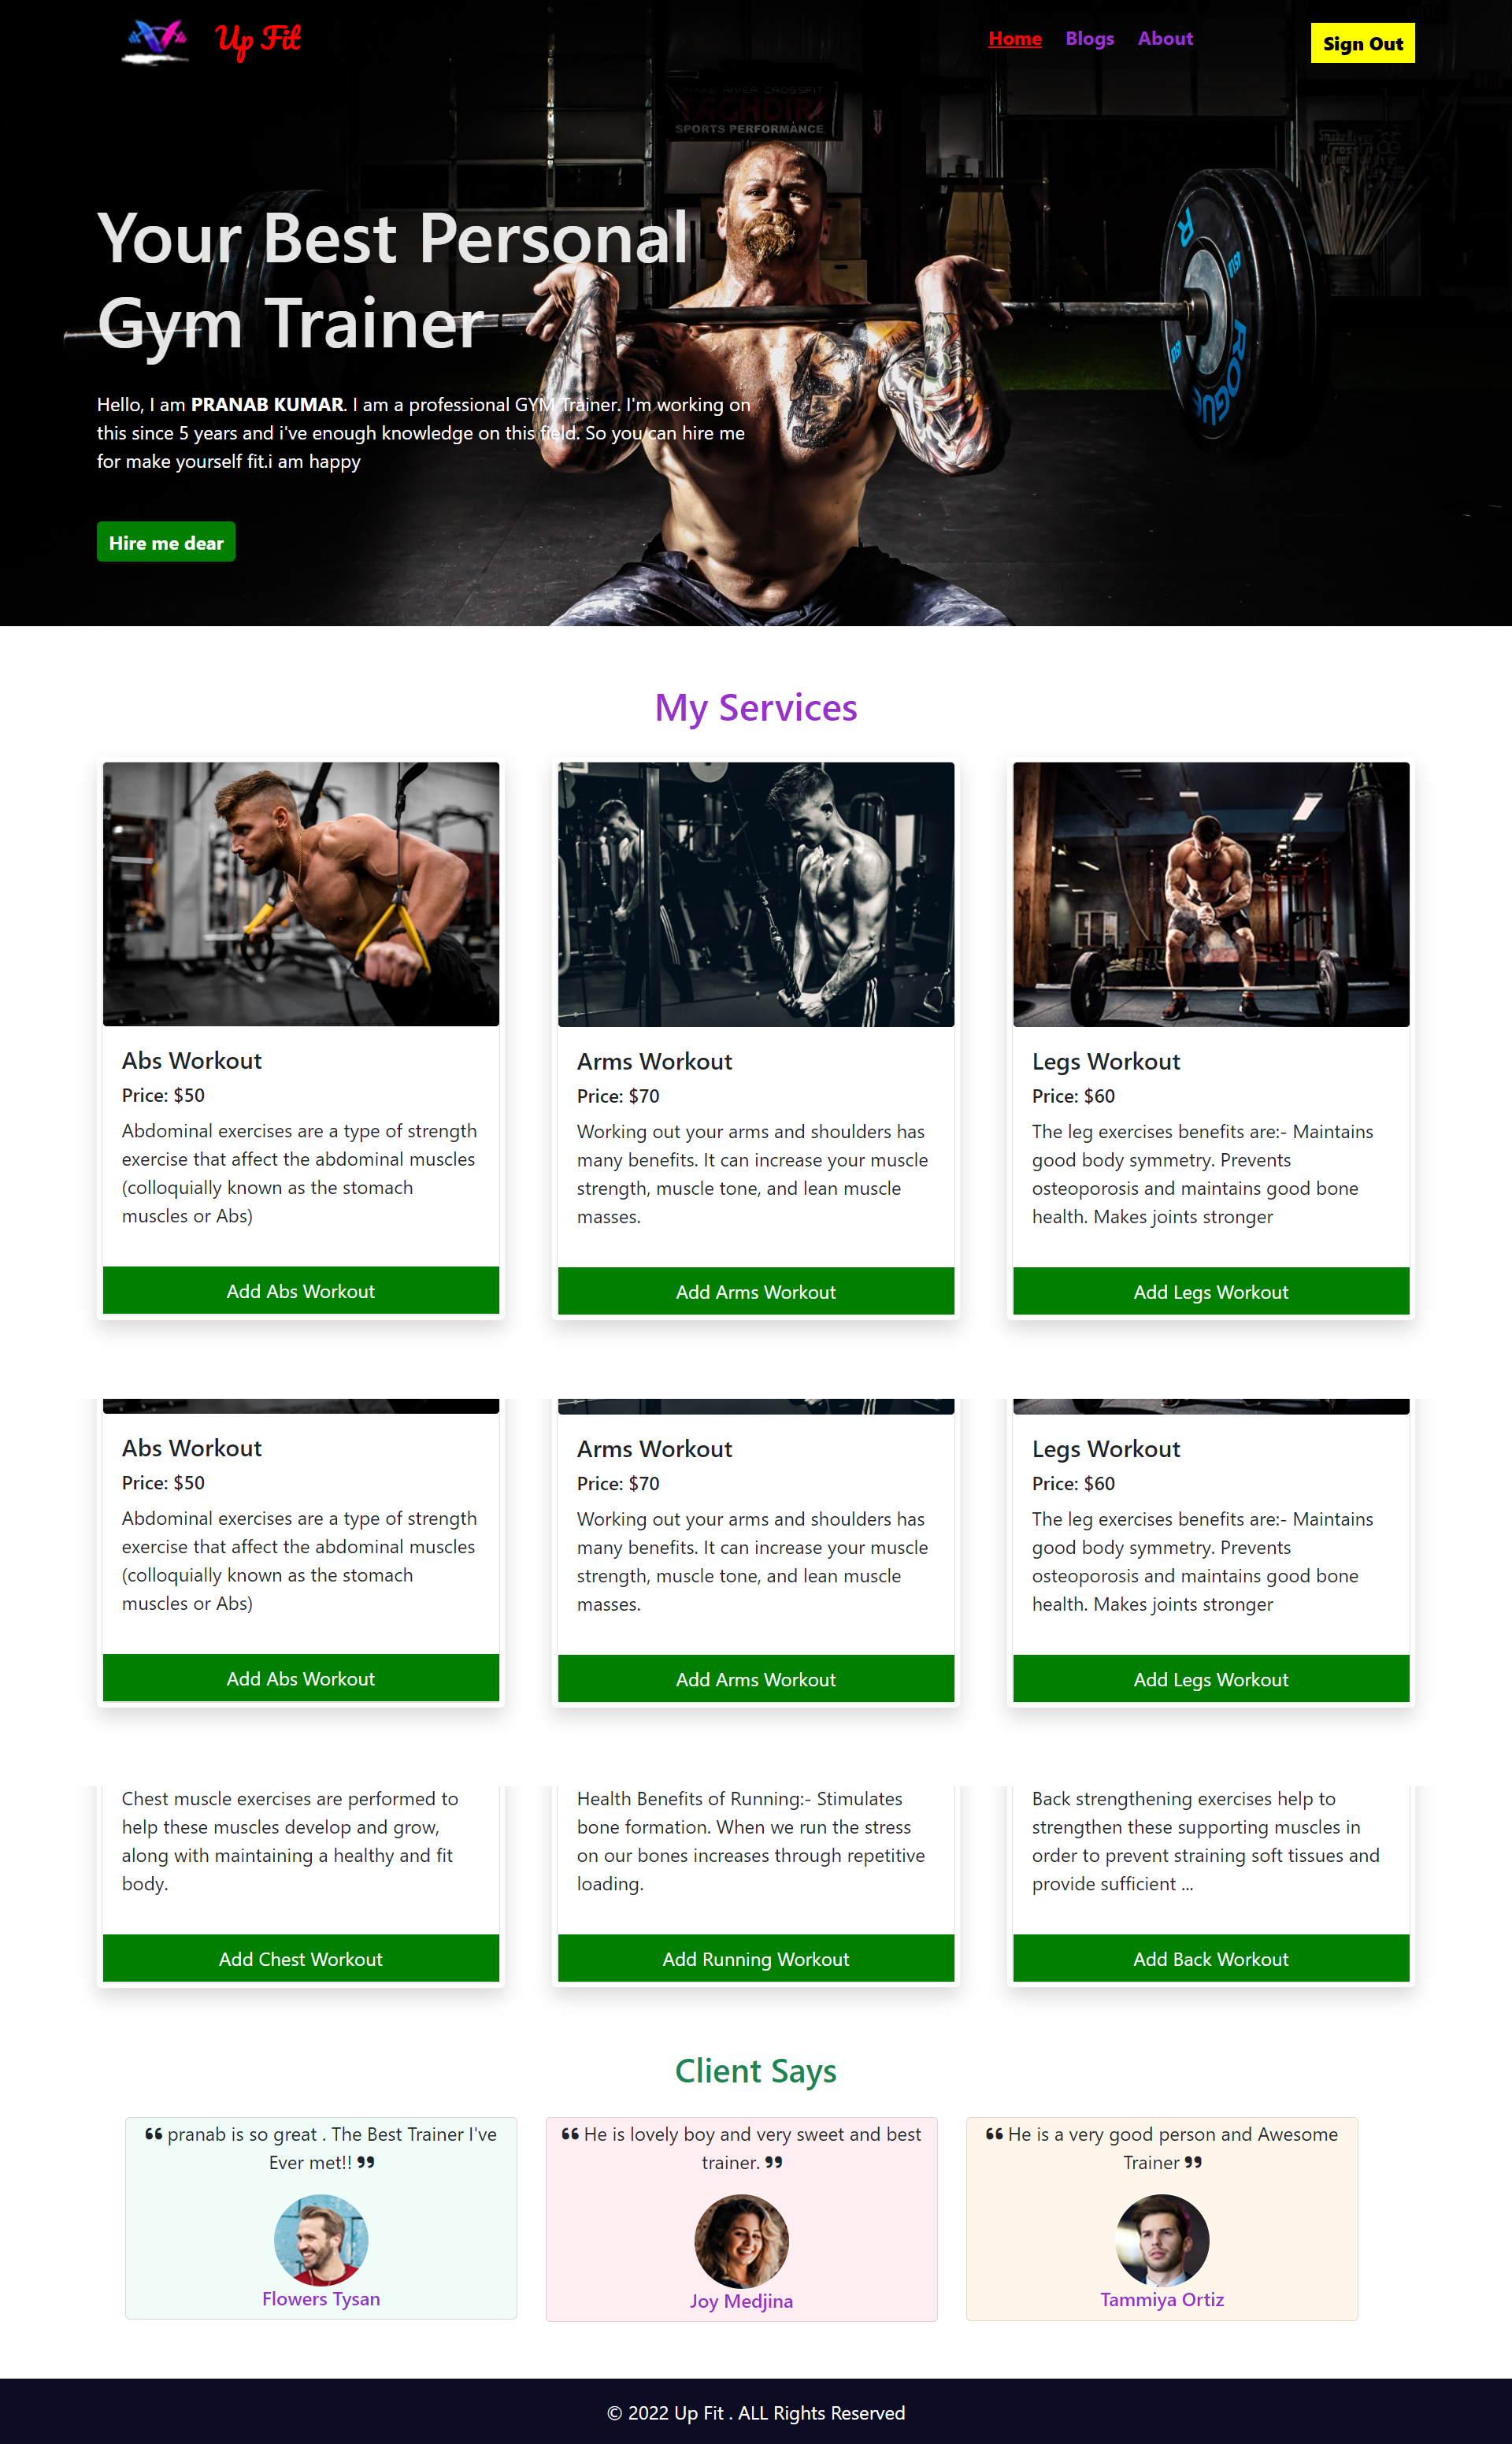 Up Fit
Home Blogs About
Sign Out
SPORTS PERFORMANCE
R
ROGUE
Your Best Personal
Gym Trainer
Hello, I am PRANAB KUMAR. I am a professional GYM Trainer. I'm working on
this since 5 years and i've enough knowledge on this field. So you can hire me
for make yourself fit.i am happy
Hire me dear
My Services
Abs Workout
Price: $50
Abdominal exercises are a type of strength
exercise that affect the abdominal muscles
(colloquially known as the stomach
muscles or Abs)
Add Abs Workout
Arms Workout
Price: $70
Working out your arms and shoulders has
many benefits. It can increase your muscle
strength, muscle tone, and lean muscle
masses.
Add Arms Workout
Legs Workout
Price: $60
The leg exercises benefits are:- Maintains
good body symmetry. Prevents
osteoporosis and maintains good bone
health. Makes joints stronger
Add Legs Workout
Abs Workout
Price: $50
Abdominal exercises are a type of strength
exercise that affect the abdominal muscles
(colloquially known as the stomach
muscles or Abs)
Add Abs Workout
Arms Workout
Price: $70
Working out your arms and shoulders has
many benefits. It can increase your muscle
strength, muscle tone, and lean muscle
masses.
Add Arms Workout
Legs Workout
Price: $60
The leg exercises benefits are:- Maintains
good body symmetry. Prevents
osteoporosis and maintains good bone
health. Makes joints stronger
Add Legs Workout
Chest muscle exercises are performed to
help these muscles develop and grow,
along with maintaining a healthy and fit
body.
Add Chest Workout
Health Benefits of Running:- Stimulates
bone formation. When we run the stress
on our bones increases through repetitive
loading.
Add Running Workout
Back strengthening exercises help to
strengthen these supporting muscles in
order to prevent straining soft tissues and
provide sufficient ...
Add Back Workout
Client Says
❝ pranab is so great . The Best Trainer I've
Ever met!! ❞
Flowers Tysan
❝ He is lovely boy and very sweet and best
trainer. ❞
Joy Medjina
❝ He is a very good person and Awesome
Trainer ❞
Tammiya Ortiz
© 2022 Up Fit . ALL Rights Reserved